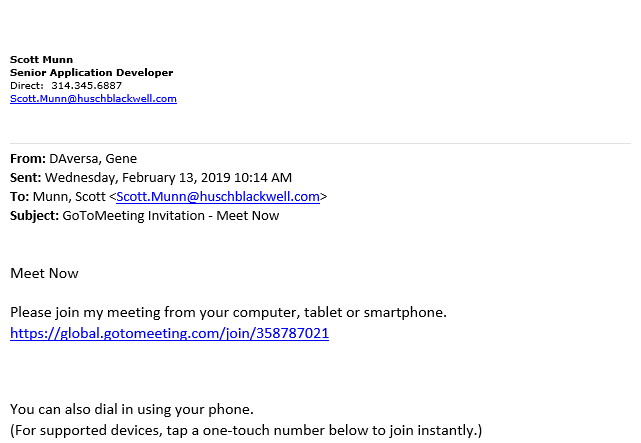 Scott Munn
Senior Application Developer
Direct:  314.345.6887
Scott.Munn@huschblackwell.com
From: DAversa, Gene
Sent: Wednesday, February 13, 2019 10:14 AM
To: Munn, Scott <Scott.Munn@huschblackwell.com>
Subject: GoToMeeting Invitation - Meet Now
Meet Now
Please join my meeting from your computer, tablet or smartphone.
https://global.gotomeeting.com/join/358787021
You can also dial in using your phone.
(For supported devices, tap a one-touch number below to join instantly.)